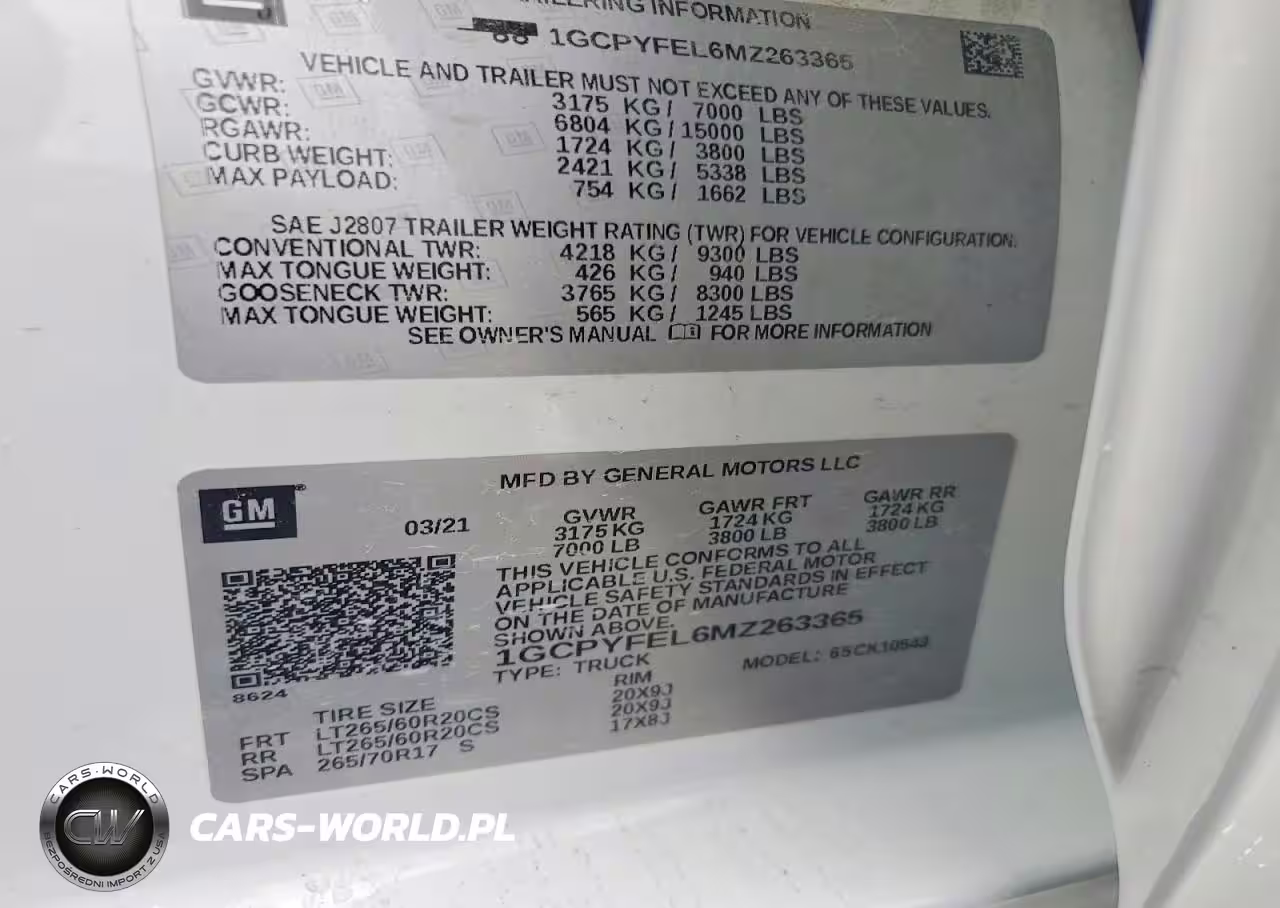 GM
TRAILERING INFORMATION
1GCPYFEL6MZ263365
VEHICLE AND TRAILER MUST NOT EXCEED ANY OF THESE VALUES.
GVWR: 3175 KG/ 7000 LBS
GCWR: 6804 KG/ 15000 LBS
RGAWR: 1724 KG/ 3800 LBS
CURB WEIGHT: 2421 KG/ 5338 LBS
MAX PAYLOAD: 754 KG/ 1662 LBS
SAE J2807 TRAILER WEIGHT RATING (TWR) FOR VEHICLE CONFIGURATION.
CONVENTIONAL TWR: 4218 KG/ 9300 LBS
MAX TONGUE WEIGHT: 426 KG/ 940 LBS
GOOSENECK TWR: 3765 KG/ 8300 LBS
MAX TONGUE WEIGHT: 565 KG/ 1245 LBS
SEE OWNER'S MANUAL FOR MORE INFORMATION
MFD BY GENERAL MOTORS LLC
GM
03/21
GVWR GAWR FRT GAWR RR
3175 KG 1724 KG 1724 KG
7000 LB 3800 LB 3800 LB
THIS VEHICLE CONFORMS TO ALL
APPLICABLE U.S. FEDERAL MOTOR
VEHICLE SAFETY STANDARDS IN EFFECT
ON THE DATE OF MANUFACTURE
SHOWN ABOVE.
1GCPYFEL6MZ263365
TYPE: TRUCK MODEL: 65CK10543
8624
TIRE SIZE RIM
FRT LT265/60R20CS 20X9J
RR LT265/60R20CS 20X9J
SPA 265/70R17 S 17X8J
CARS-WORLD
CW
BEZPOŚREDNI IMPORT Z USA
CARS-WORLD.PL